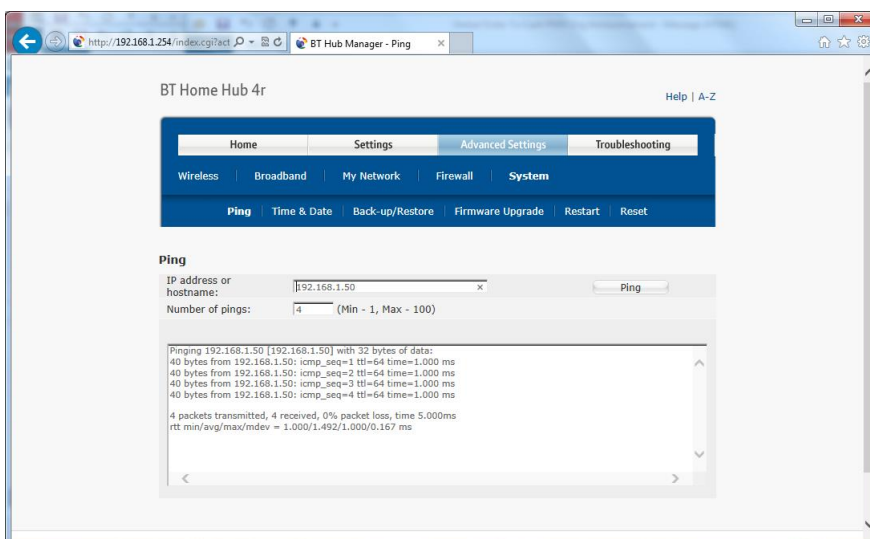 http://192.168.1.254/index.cgi?act
BT Hub Manager - Ping
BT Home Hub 4r
Help | A-Z
Home Settings Advanced Settings Troubleshooting
Wireless | Broadband | My Network | Firewall | System
Ping | Time & Date | Back-up/Restore | Firmware Upgrade | Restart | Reset
Ping
IP address or
hostname:
192.168.1.50
Ping
Number of pings: 4 (Min - 1, Max - 100)
Pinging 192.168.1.50 [192.168.1.50] with 32 bytes of data:
40 bytes from 192.168.1.50: icmp_seq=1 ttl=64 time=1.000 ms
40 bytes from 192.168.1.50: icmp_seq=2 ttl=64 time=1.000 ms
40 bytes from 192.168.1.50: icmp_seq=3 ttl=64 time=1.000 ms
40 bytes from 192.168.1.50: icmp_seq=4 ttl=64 time=1.000 ms
4 packets transmitted, 4 received, 0% packet loss, time 5.000ms
rtt min/avg/max/mdev = 1.000/1.492/1.000/0.167 ms